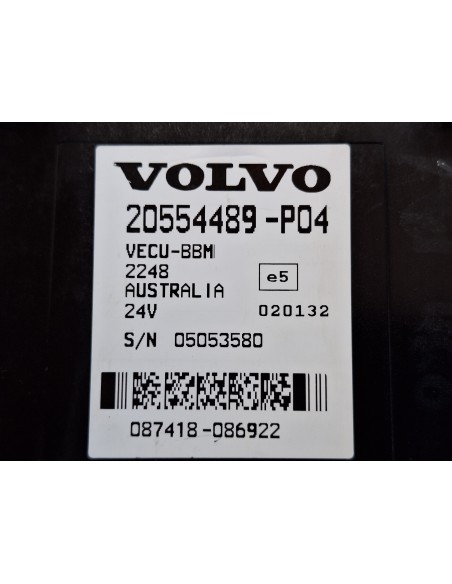 VOLVO
20554489-P04
VECU-BBM
2248
e5
AUSTRALIA
24V 020132
S/N 05053580
087418-086922